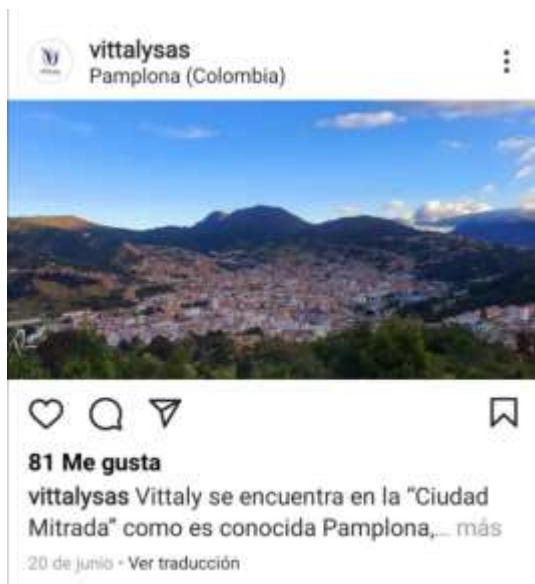 vittalysas
Pamplona (Colombia)
81 Me gusta
vittalysas Vittaly se encuentra en la “Ciudad
Mitrada” como es conocida Pamplona,... más
20 de junio • Ver traducción